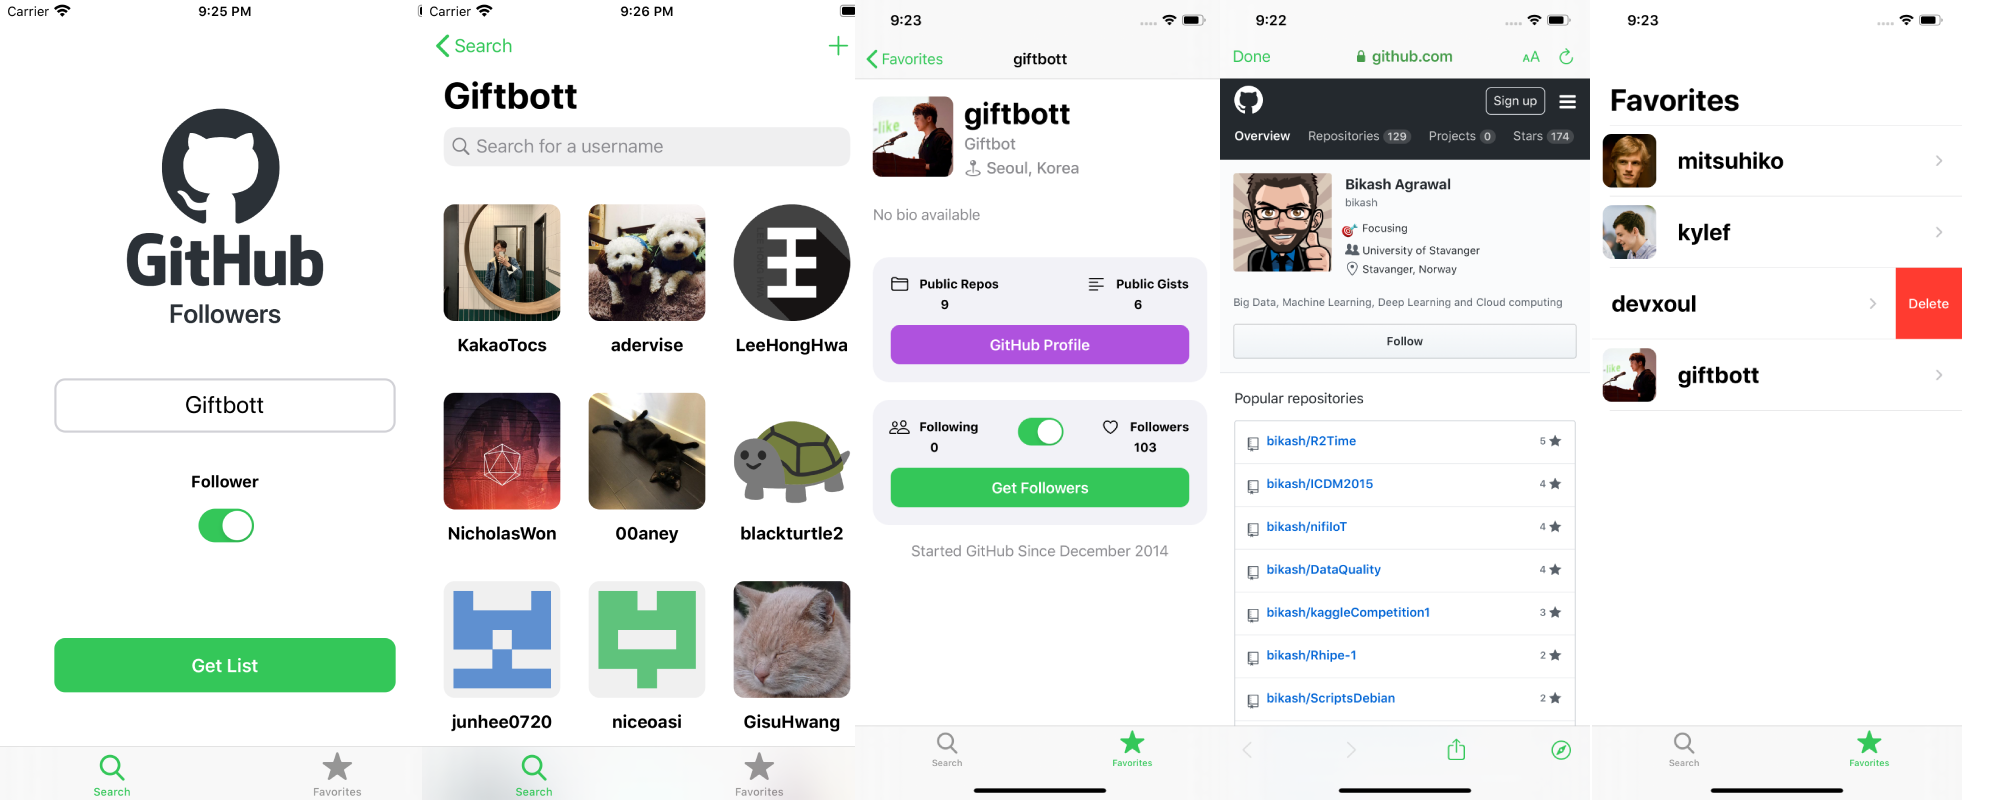 Carrier
9:25 PM
GitHub
Followers
Giftbott
Follower
Get List
Search
Favorites
Carrier
9:26 PM
Search
Giftbott
Search for a username
KakaoTocs
adervise
LeeHongHwa
NicholasWon
00aney
blackturtle2
junhee0720
niceoasi
GisuHwang
Search
Favorites
9:23
Favorites
giftbott
like
giftbott
Giftbot
Seoul, Korea
No bio available
Public Repos
9
Public Gists
6
GitHub Profile
Following
0
Followers
103
Get Followers
Started GitHub Since December 2014
Search
Favorites
9:22
Done
github.com
AA
Sign up
Overview
Repositories 129
Projects 0
Stars 174
Bikash Agrawal
bikash
Focusing
University of Stavanger
Stavanger, Norway
Big Data, Machine Learning, Deep Learning and Cloud computing
Follow
Popular repositories
bikash/R2Time 5
bikash/ICDM2015 4
bikash/nifiIoT 4
bikash/DataQuality 4
bikash/kaggleCompetition1 3
bikash/Rhipe-1 2
bikash/ScriptsDebian 2
9:23
Favorites
mitsuhiko
kylef
devxoul
Delete
giftbott
Search
Favorites